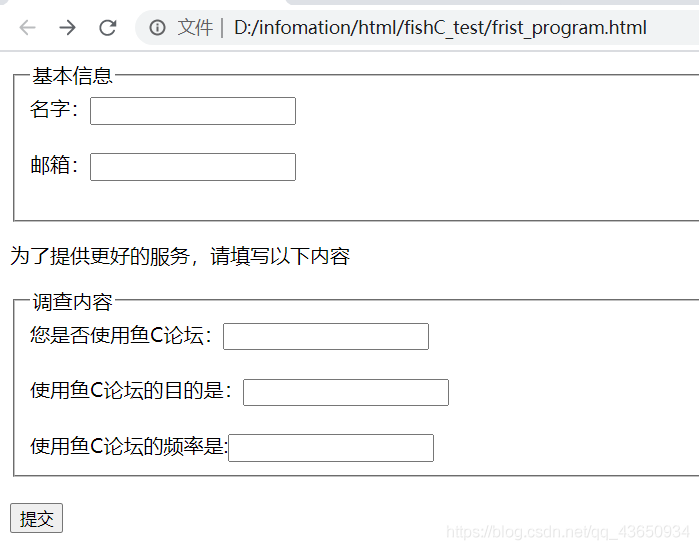 文件 | D:/infomation/html/fishC_test/frist_program.html
基本信息
名字：
邮箱：
为了提供更好的服务，请填写以下内容
调查内容
您是否使用鱼C论坛：
使用鱼C论坛的目的是：
使用鱼C论坛的频率是:
提交
https://blog.csdn.net/qq_43650934